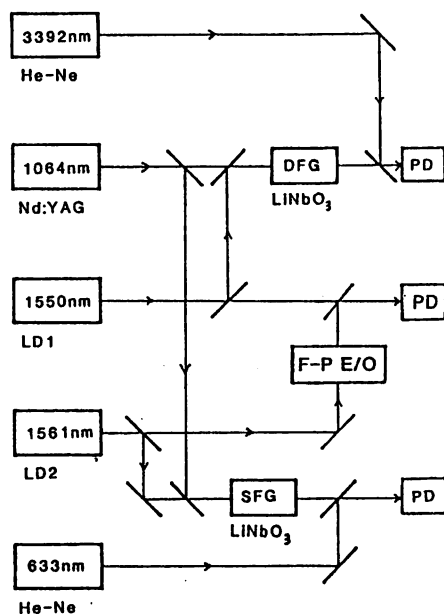 3392nm
He-Ne
1064nm
DFG
PD
Nd:YAG
LiNbO3
1550nm
PD
LD1
F-P E/O
1561nm
LD2
SFG
PD
LiNbO3
633nm
He-Ne